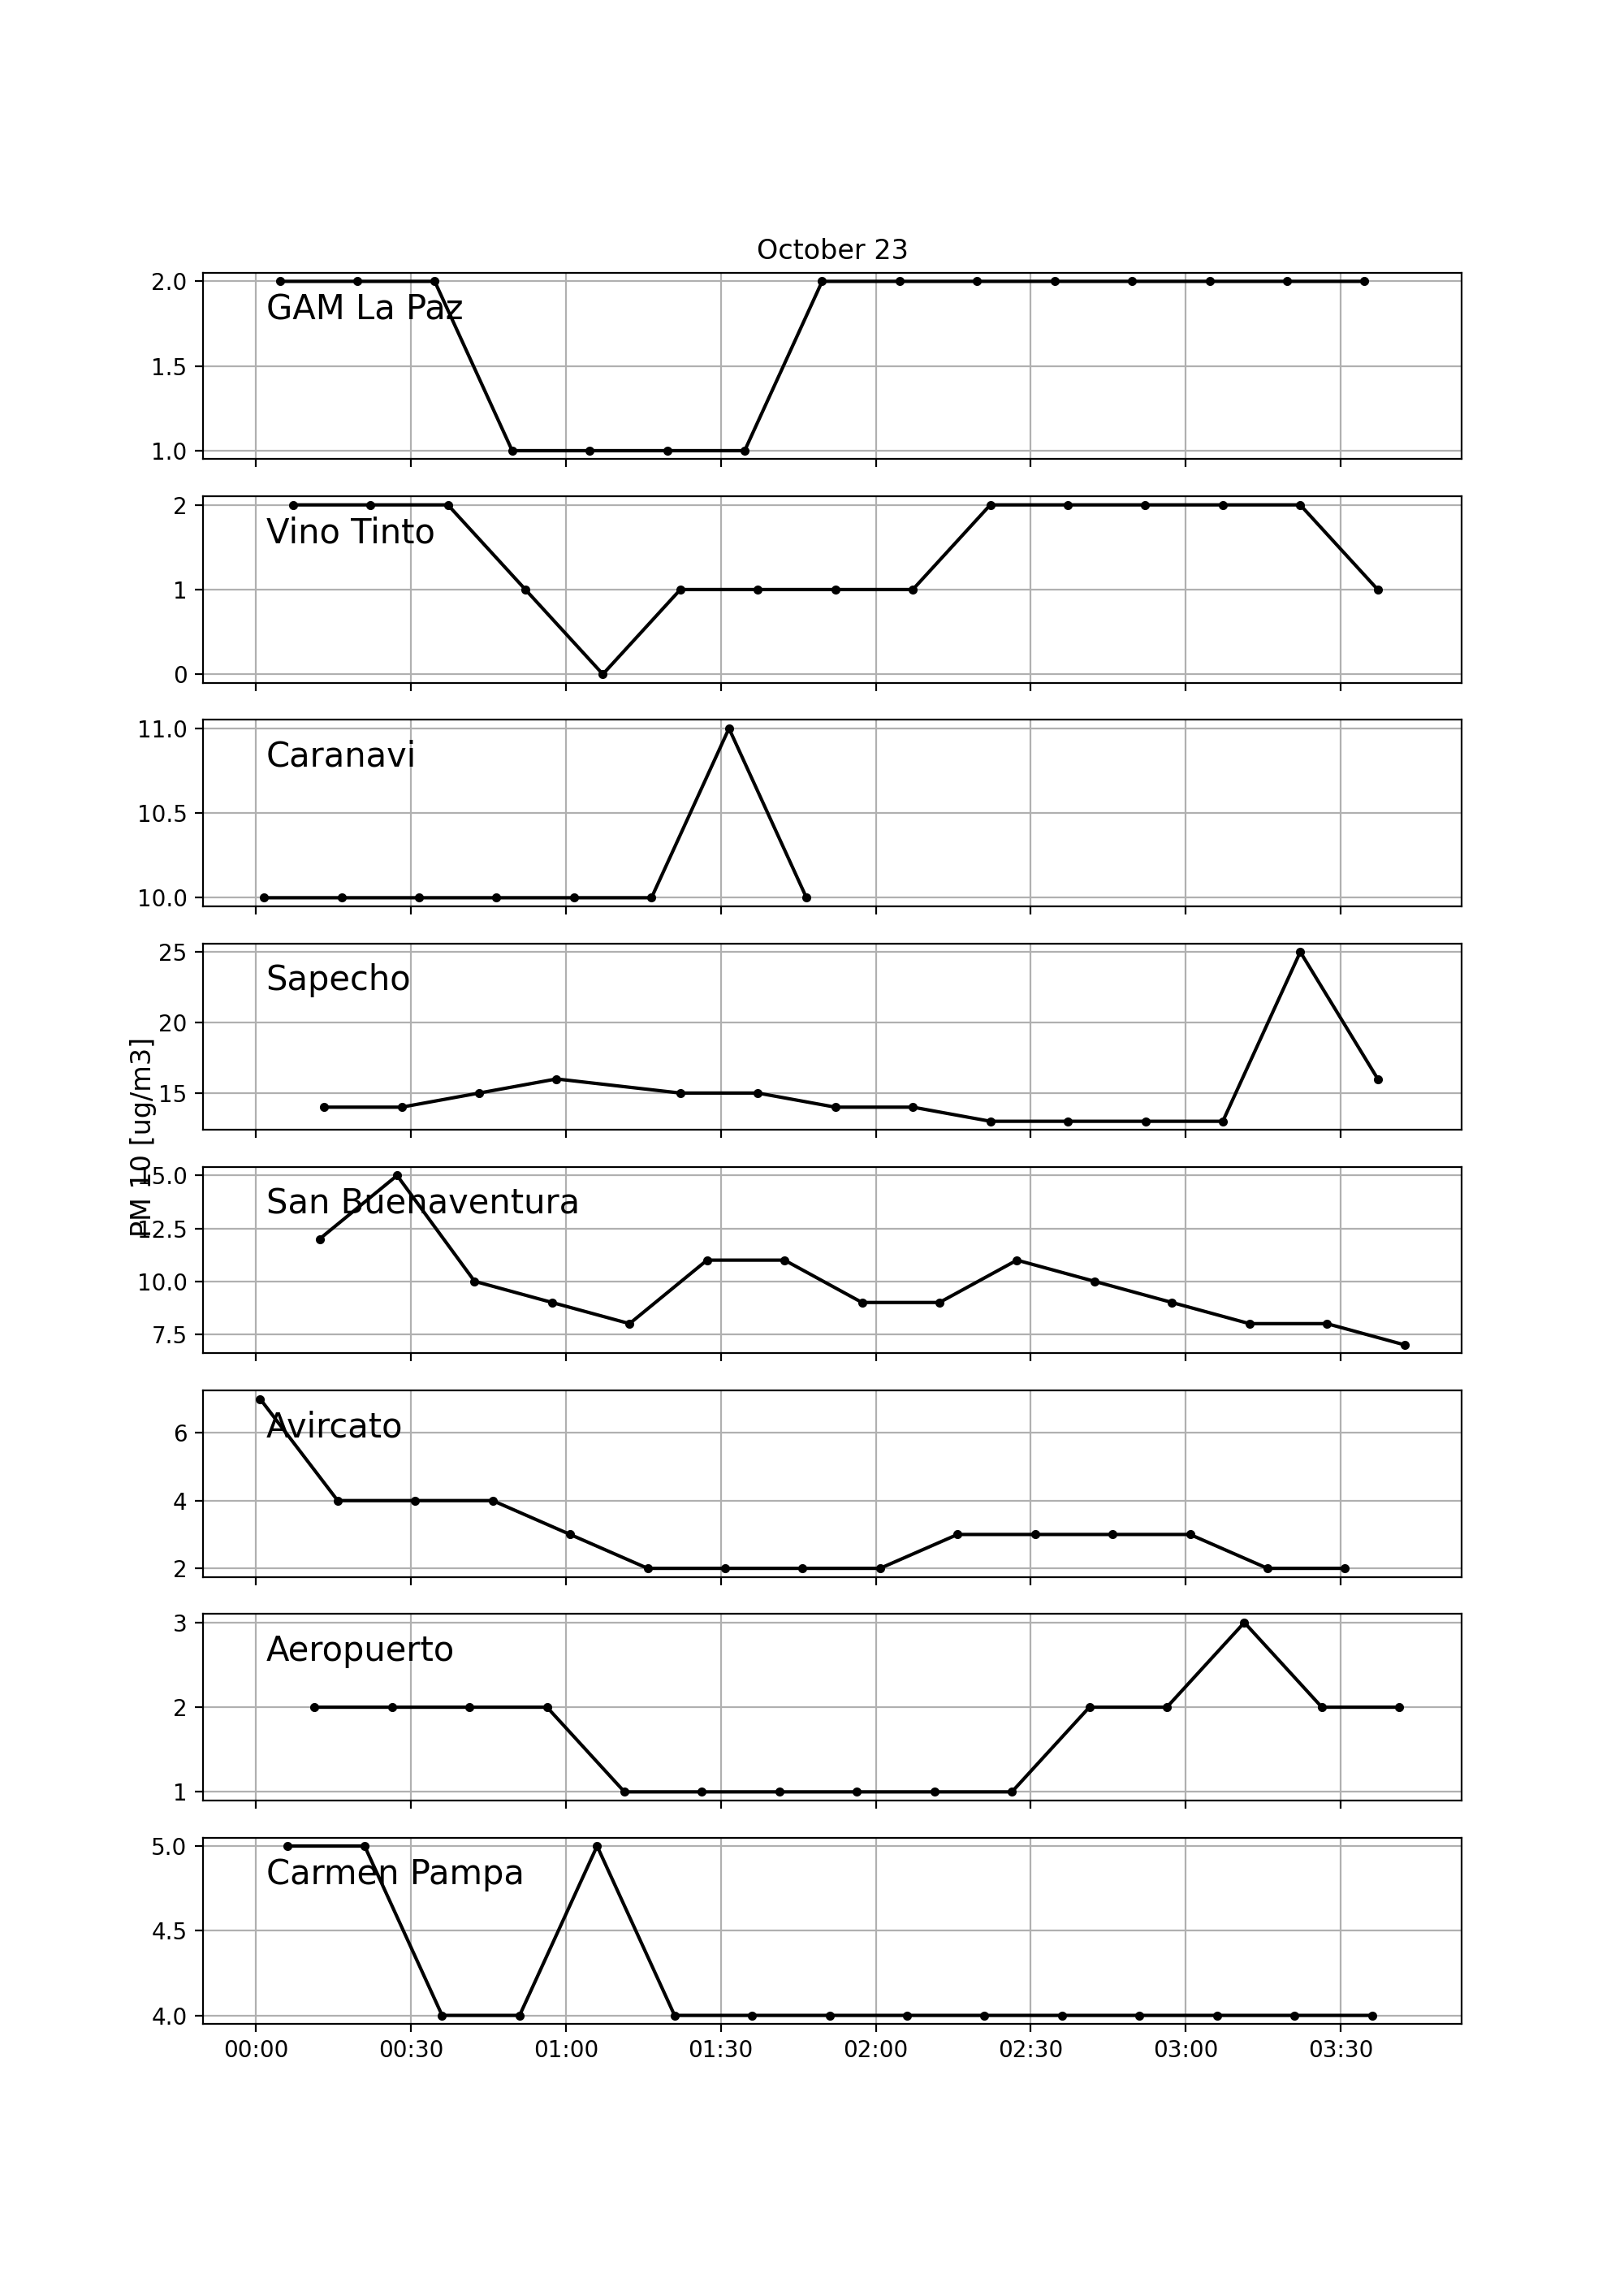 October 23
2.0
GAM La Paz
1.5
1.0
2
Vino Tinto
1
0
11.0
Caranavi
10.5
10.0
25
Sapecho
20
15
PM 10 [ug/m3]
15.0
San Buenaventura
12.5
10.0
7.5
Avircato
6
4
2
3
Aeropuerto
2
1
5.0
Carmen Pampa
4.5
4.0
00:00 00:30 01:00 01:30 02:00 02:30 03:00 03:30